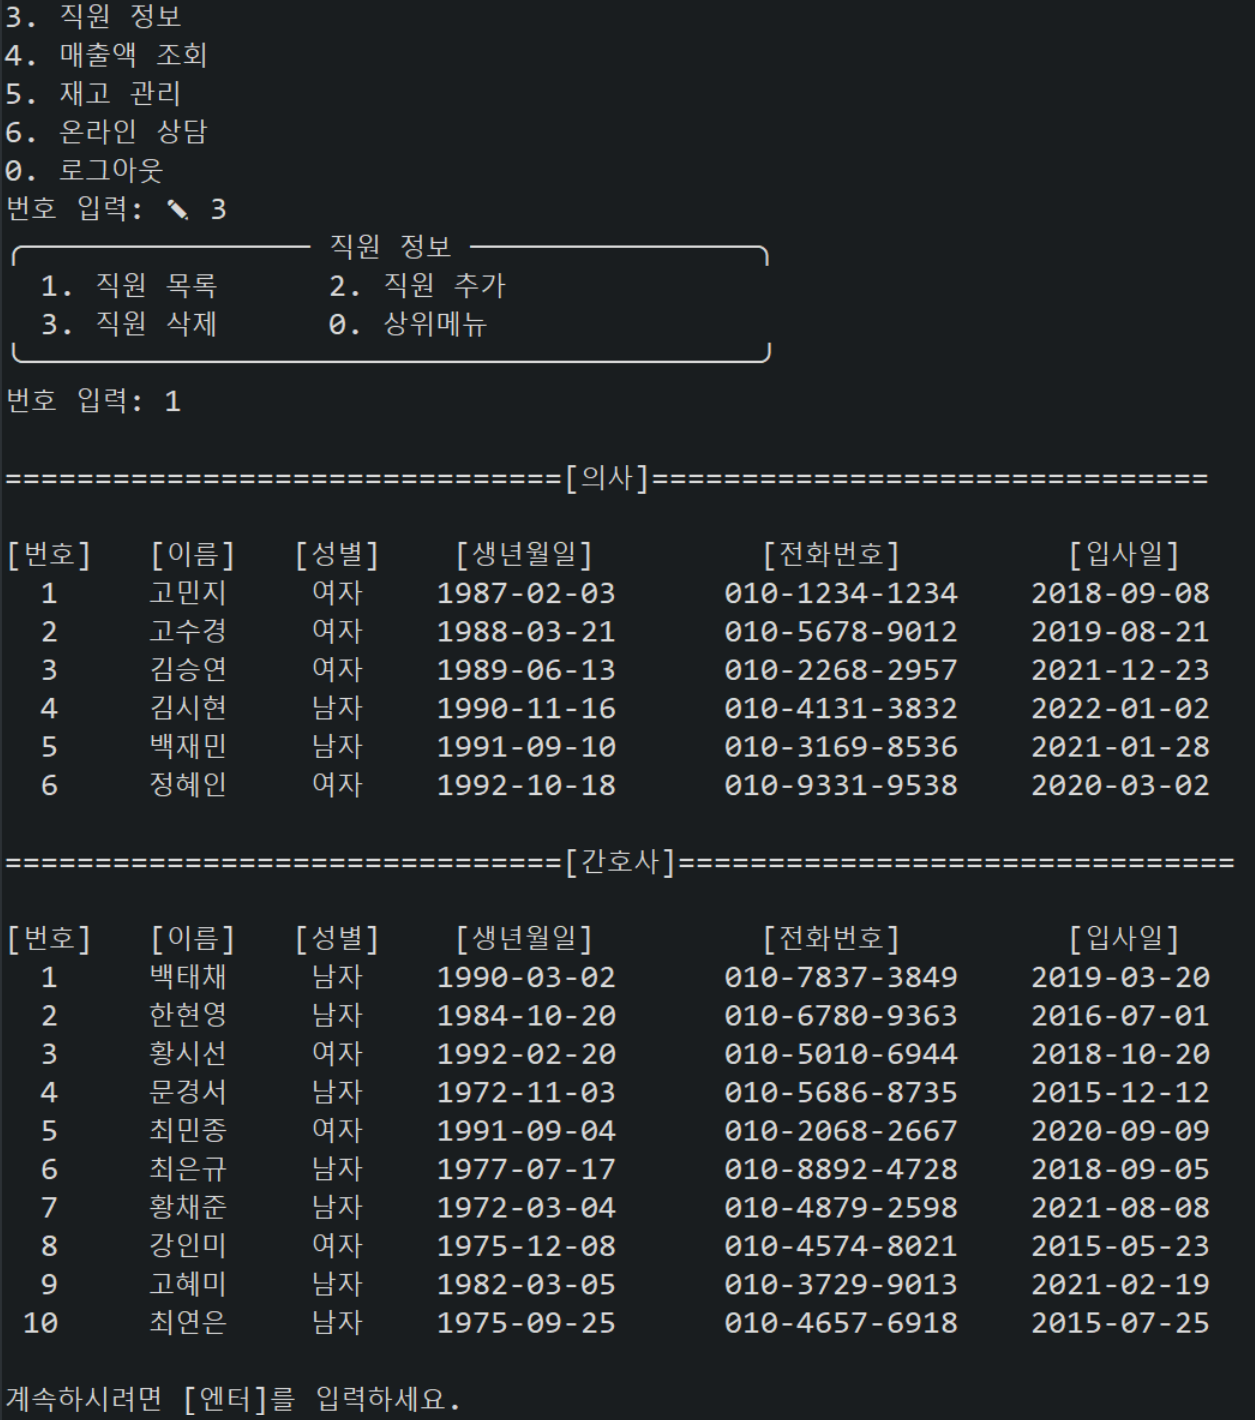 3. 직원 정보
4. 매출액 조회
5. 재고 관리
6. 온라인 상담
0. 로그아웃
번호 입력: ✎ 3
╭──────────────── 직원 정보 ────────────────╮
1. 직원 목록 2. 직원 추가
3. 직원 삭제 0. 상위메뉴
╰───────────────────────────────────────────╯
번호 입력: 1
===============================[의사]===============================
[번호] [이름] [성별] [생년월일] [전화번호] [입사일]
1 고민지 여자 1987-02-03 010-1234-1234 2018-09-08
2 고수경 여자 1988-03-21 010-5678-9012 2019-08-21
3 김승연 여자 1989-06-13 010-2268-2957 2021-12-23
4 김시현 남자 1990-11-16 010-4131-3832 2022-01-02
5 백재민 남자 1991-09-10 010-3169-8536 2021-01-28
6 정혜인 여자 1992-10-18 010-9331-9538 2020-03-02
===============================[간호사]===============================
[번호] [이름] [성별] [생년월일] [전화번호] [입사일]
1 백태채 남자 1990-03-02 010-7837-3849 2019-03-20
2 한현영 남자 1984-10-20 010-6780-9363 2016-07-01
3 황시선 여자 1992-02-20 010-5010-6944 2018-10-20
4 문경서 남자 1972-11-03 010-5686-8735 2015-12-12
5 최민종 여자 1991-09-04 010-2068-2667 2020-09-09
6 최은규 남자 1977-07-17 010-8892-4728 2018-09-05
7 황채준 남자 1972-03-04 010-4879-2598 2021-08-08
8 강인미 여자 1975-12-08 010-4574-8021 2015-05-23
9 고혜미 남자 1982-03-05 010-3729-9013 2021-02-19
10 최연은 남자 1975-09-25 010-4657-6918 2015-07-25
계속하시려면 [엔터]를 입력하세요.